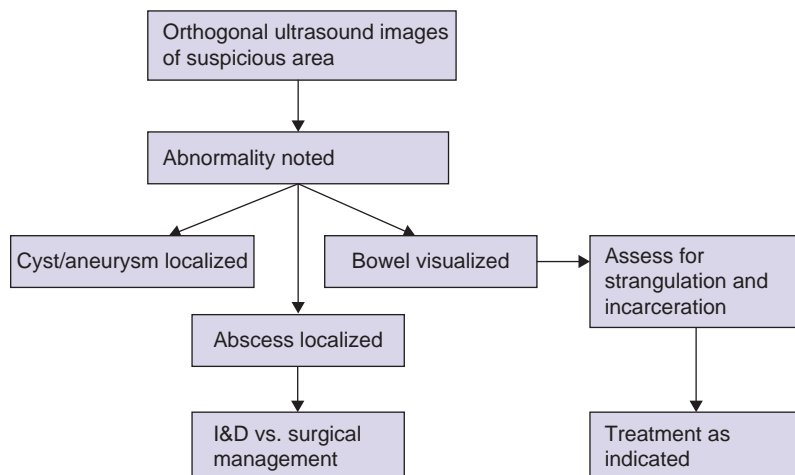 Orthogonal ultrasound images
of suspicious area
Abnormality noted
Cyst/aneurysm localized
Bowel visualized
Assess for
strangulation and
incarceration
Abscess localized
I&D vs. surgical
management
Treatment as
indicated